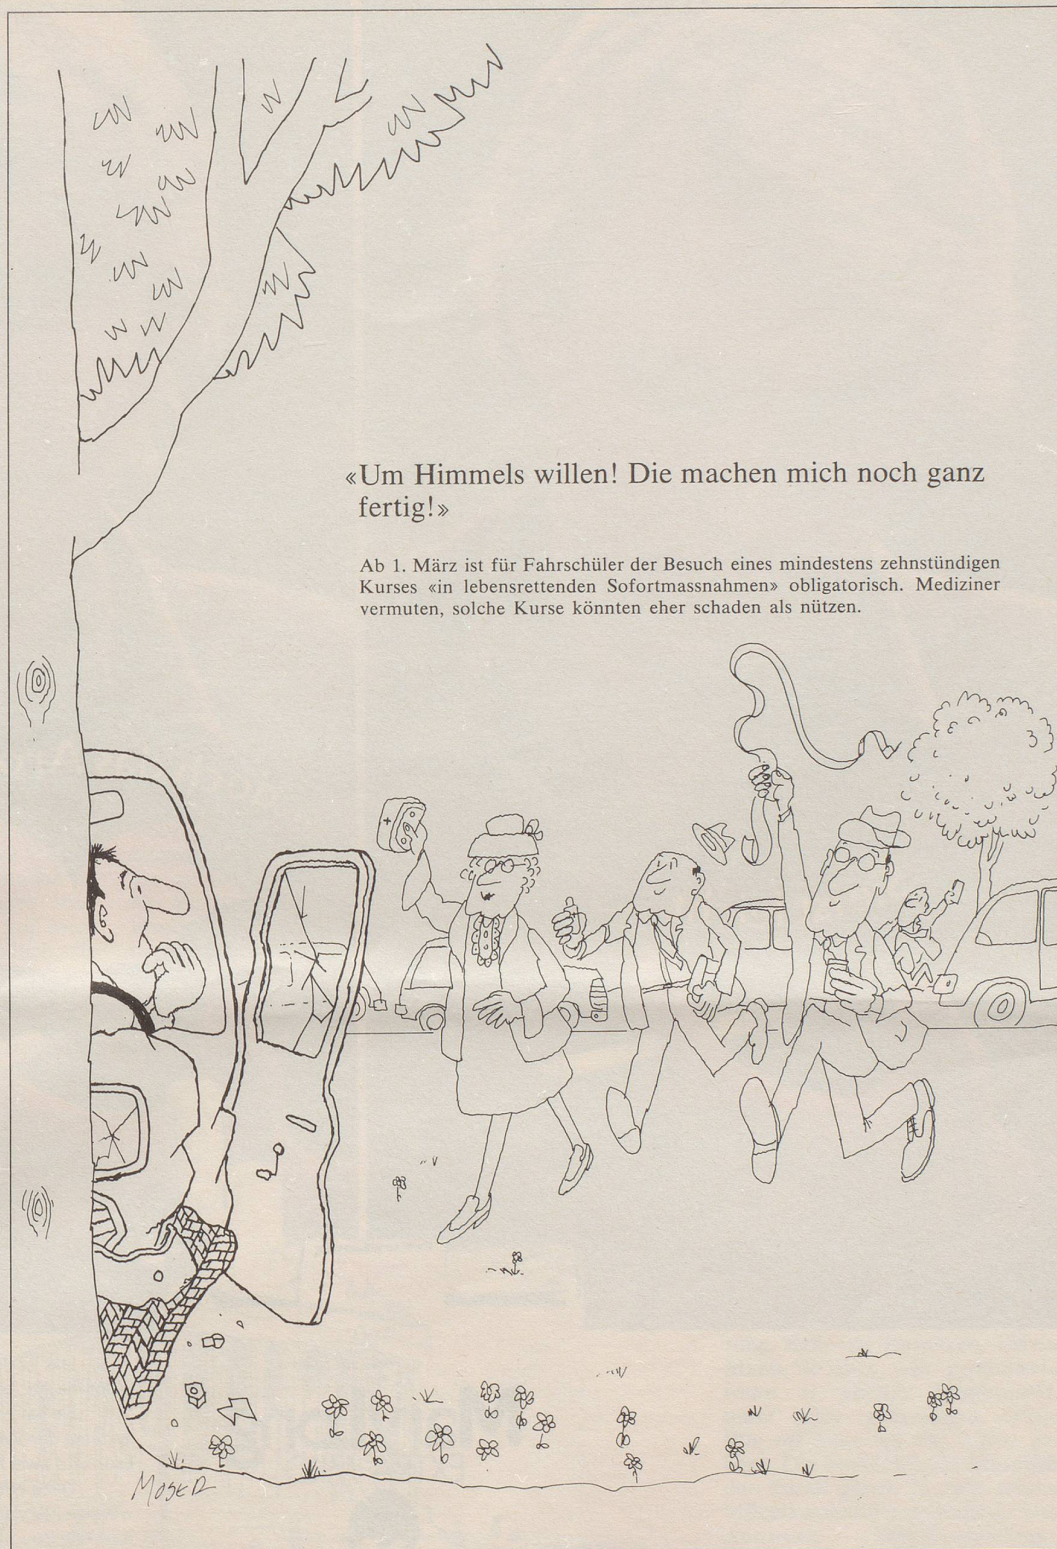 «Um Himmels willen! Die machen mich noch ganz
fertig!»
Ab 1. März ist für Fahrschüler der Besuch eines mindestens zehnstündigen
Kurses «in lebensrettenden Sofortmassnahmen» obligatorisch. Mediziner
vermuten, solche Kurse könnten eher schaden als nützen.
MOSER